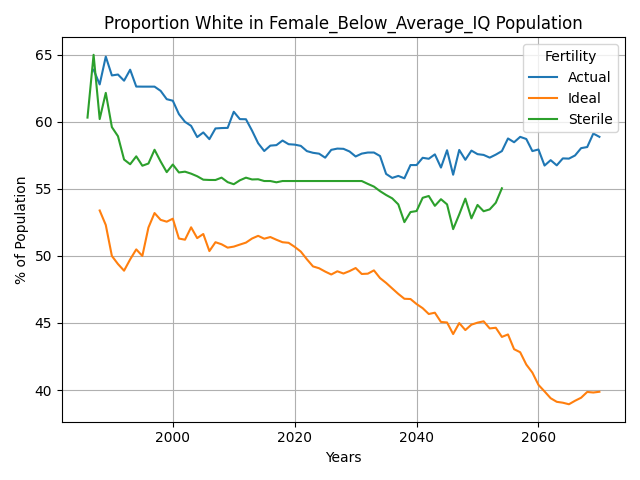 Proportion White in Female_Below_Average_IQ Population
Fertility
Actual
Ideal
Sterile
% of Population
65
60
55
50
45
40
2000
2020
2040
2060
Years